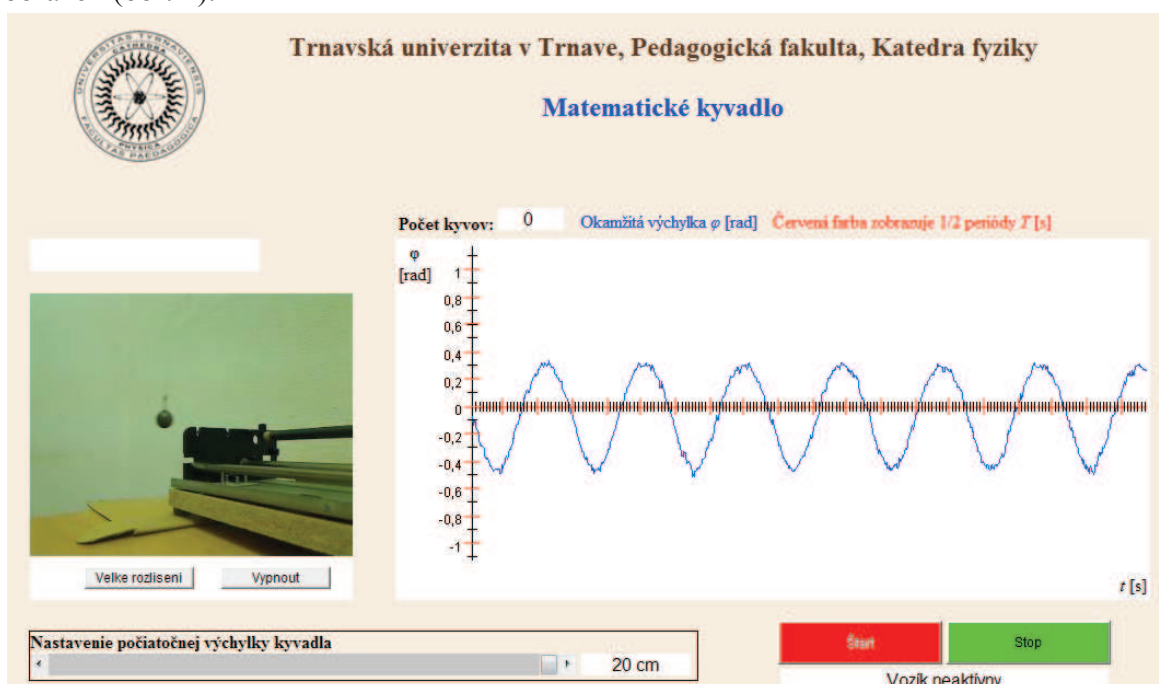 Trnavská univerzita v Trnave, Pedagogická fakulta, Katedra fyziky
Matematické kyvadlo
Počet kyvov: 0 Okamžitá výchylka φ [rad] Červená farba zobrazuje 1/2 periódy T [s]
φ
[rad]
1
0,8
0,6
0,4
0,2
0
-0,2
-0,4
-0,6
-0,8
-1
t [s]
Velke rozliseni Vypnout
Nastavenie počiatočnej výchylky kyvadla
20 cm
Štart Stop
Vozík neaktívny